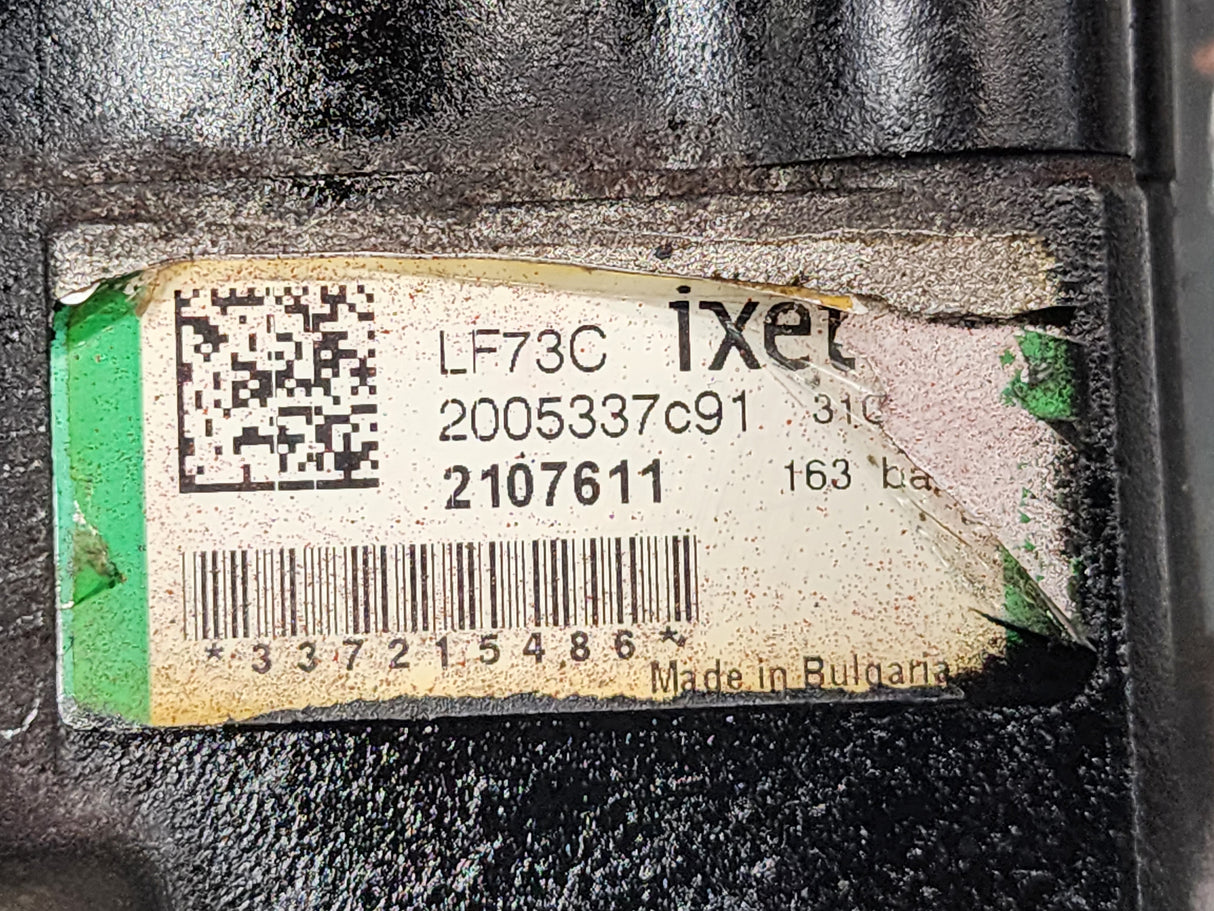 LF73C ixet
2005337c91
2107611 163
*337215486*
Made in Bulgaria